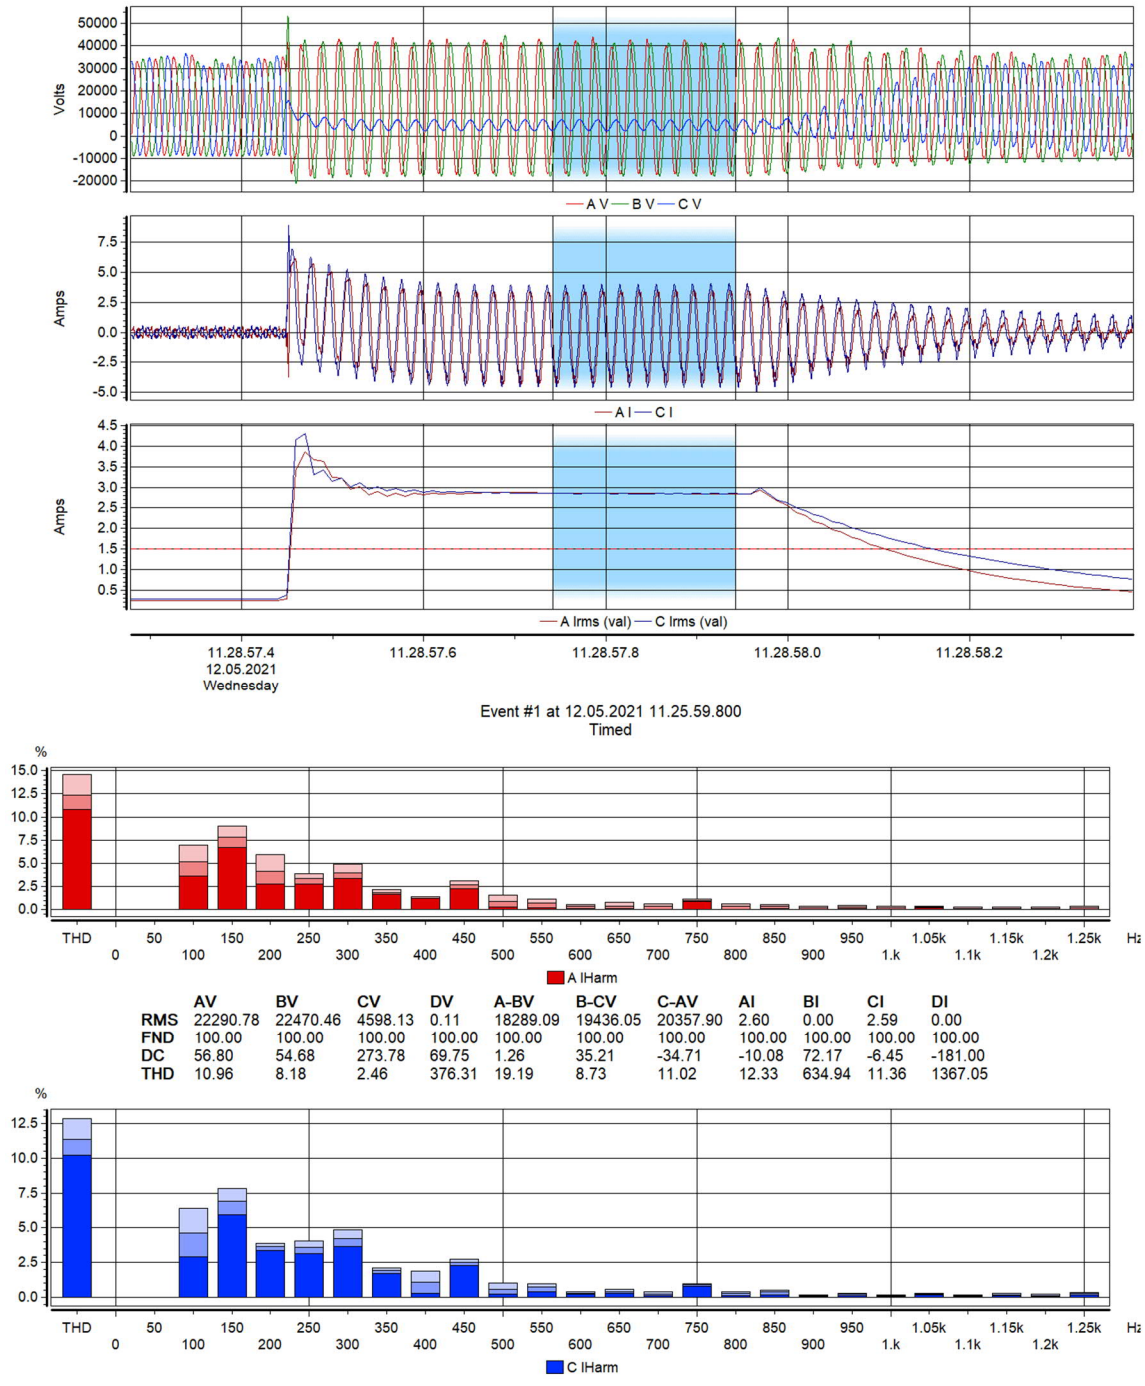 50000
40000
30000
20000
10000
0
-10000
-20000
Volts
A V B V C V
7.5
5.0
2.5
0.0
-2.5
-5.0
Amps
A I C I
4.5
4.0
3.5
3.0
2.5
2.0
1.5
1.0
0.5
Amps
A Irms (val) C Irms (val)
11.28.57.4 11.28.57.6 11.28.57.8 11.28.58.0 11.28.58.2
12.05.2021
Wednesday
Event #1 at 12.05.2021 11.25.59.800
Timed
%
15.0
12.5
10.0
7.5
5.0
2.5
0.0
THD 50 150 250 350 450 550 650 750 850 950 1.05k 1.15k 1.25k Hz
0 100 200 300 400 500 600 700 800 900 1.k 1.1k 1.2k
A IHarm
AV BV CV DV A-BV B-CV C-AV AI BI CI DI
RMS 22290.78 22470.46 4598.13 0.11 18289.09 19436.05 20357.90 2.60 0.00 2.59 0.00
FND 100.00 100.00 100.00 100.00 100.00 100.00 100.00 100.00 100.00 100.00 100.00
DC 56.80 54.68 273.78 69.75 1.26 35.21 -34.71 -10.08 72.17 -6.45 -181.00
THD 10.96 8.18 2.46 376.31 19.19 8.73 11.02 12.33 634.94 11.36 1367.05
%
12.5
10.0
7.5
5.0
2.5
0.0
THD 50 150 250 350 450 550 650 750 850 950 1.05k 1.15k 1.25k Hz
0 100 200 300 400 500 600 700 800 900 1.k 1.1k 1.2k
C IHarm